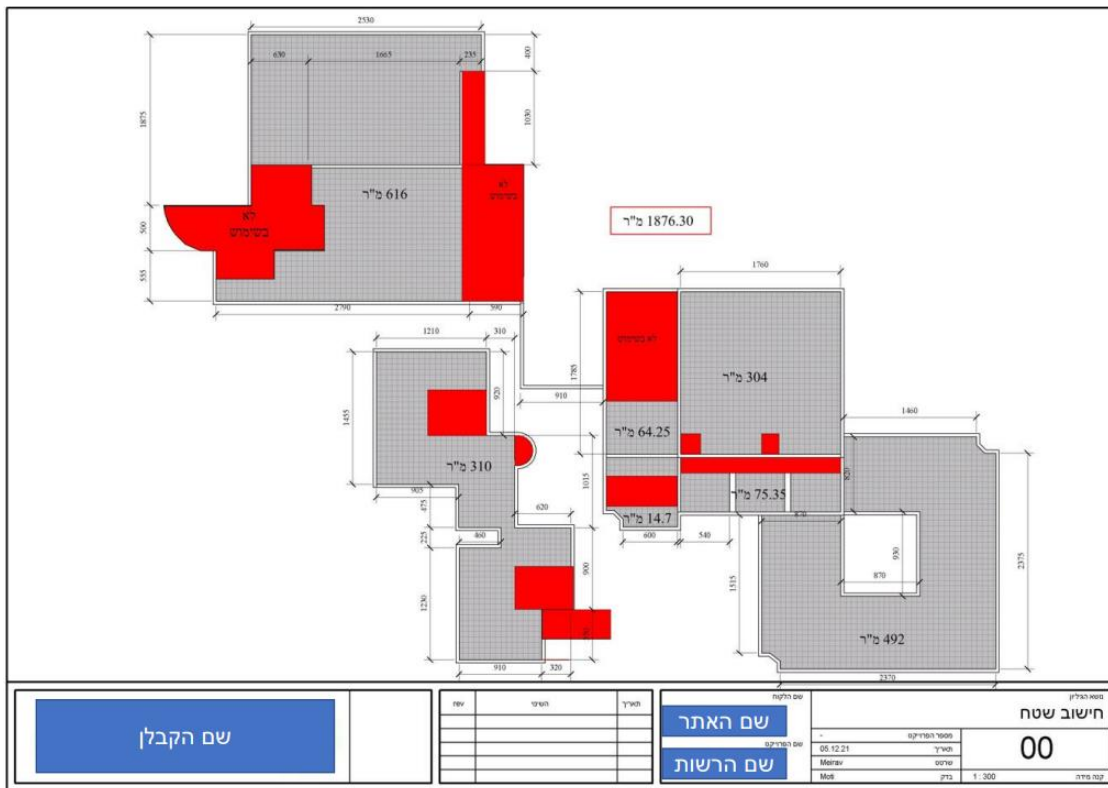 2530
630
1665
235
400
1030
1875
500
555
616 מ"ר
לא
בשימוש
לא
בשימוש
2790
590
1876.30 מ"ר
1760
1785
לא בשימוש
304 מ"ר
64.25 מ"ר
910
1210
310
920
1455
310 מ"ר
905
475
225
460
1230
910
320
620
1015
900
14.7 מ"ר
75.35 מ"ר
600
540
870
820
1460
2375
930
870
1515
492 מ"ר
2370
שם הקבלן
rev
השינוי
תאריך
שם הלקוח
שם האתר
שם הפרויקט
שם הרשות
נושא הגיליון
חישוב שטח
מספר הפרויקט
-
תאריך
05.12.21
שרטט
Meirav
בדק
Moti
00
קנה מידה
1 : 300